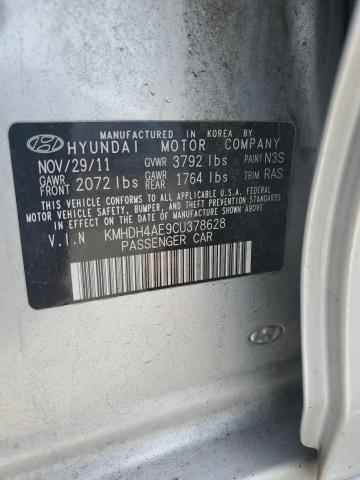 MANUFACTURED IN KOREA BY
HYUNDAI MOTOR COMPANY
NOV/29/11 GVWR 3792 lbs PAINT N3S
GAWR FRONT 2072 lbs GAWR REAR 1764 lbs TRIM RAS
THIS VEHICLE CONFORMS TO ALL APPLICABLE U.S.A. FEDERAL
MOTOR VEHICLE SAFETY, BUMPER, AND THEFT PREVENTION STANDARDS
IN EFFECT ON THE DATE OF MANUFACTURE SHOWN ABOVE.
V.I.N KMHDH4AE9CU378628
PASSENGER CAR